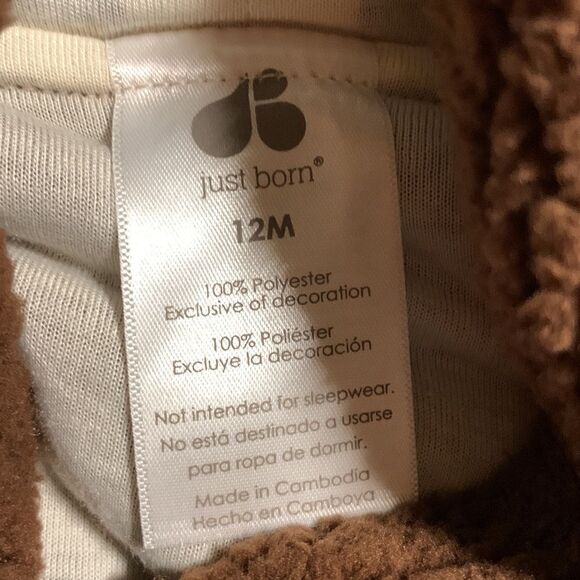 just born®
12M
100% Polyester
Exclusive of decoration
100% Poliéster
Excluye la decoración
Not intended for sleepwear.
No está destinado a usarse
para ropa de dormir.
Made in Cambodia
Hecho en Camboya